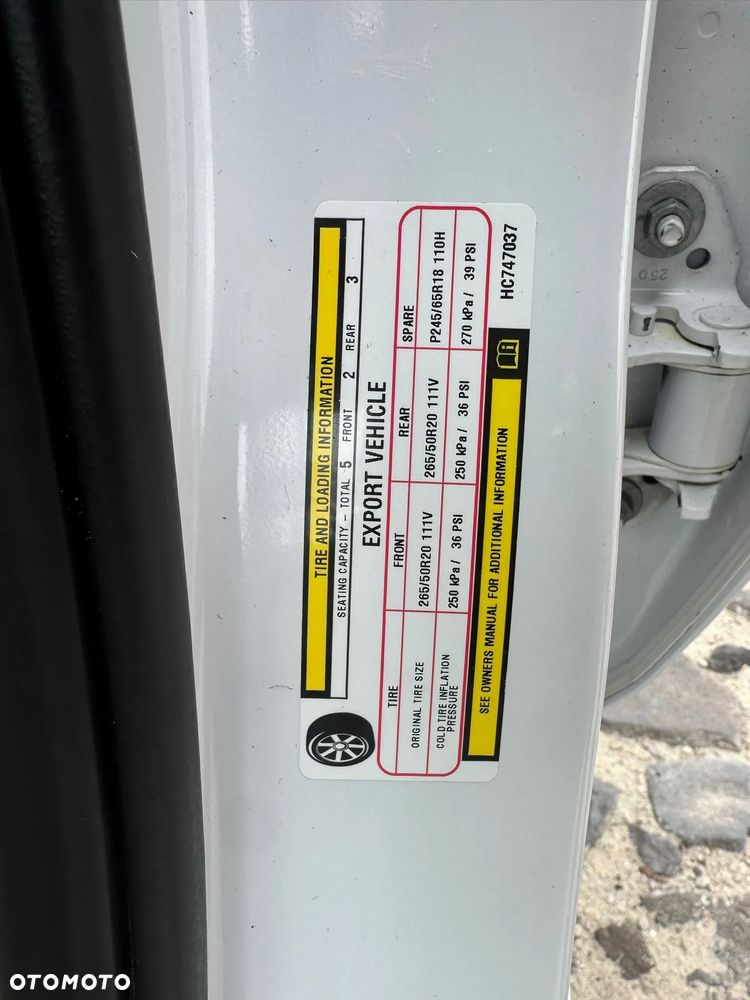 TIRE AND LOADING INFORMATION
SEATING CAPACITY - TOTAL 5 FRONT 2 REAR 3
EXPORT VEHICLE
TIRE FRONT REAR SPARE
ORIGINAL TIRE SIZE 265/50R20 111V 265/50R20 111V P245/65R18 110H
COLD TIRE INFLATION PRESSURE 250 kPa / 36 PSI 250 kPa / 36 PSI 270 kPa / 39 PSI
SEE OWNERS MANUAL FOR ADDITIONAL INFORMATION
HC747037
250
OTOMOTO